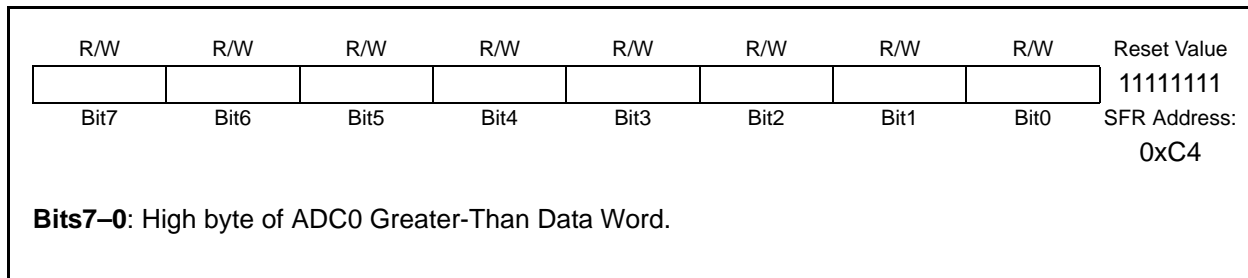 R/W R/W R/W R/W R/W R/W R/W R/W Reset Value
11111111
Bit7 Bit6 Bit5 Bit4 Bit3 Bit2 Bit1 Bit0 SFR Address:
0xC4
Bits7–0: High byte of ADC0 Greater-Than Data Word.